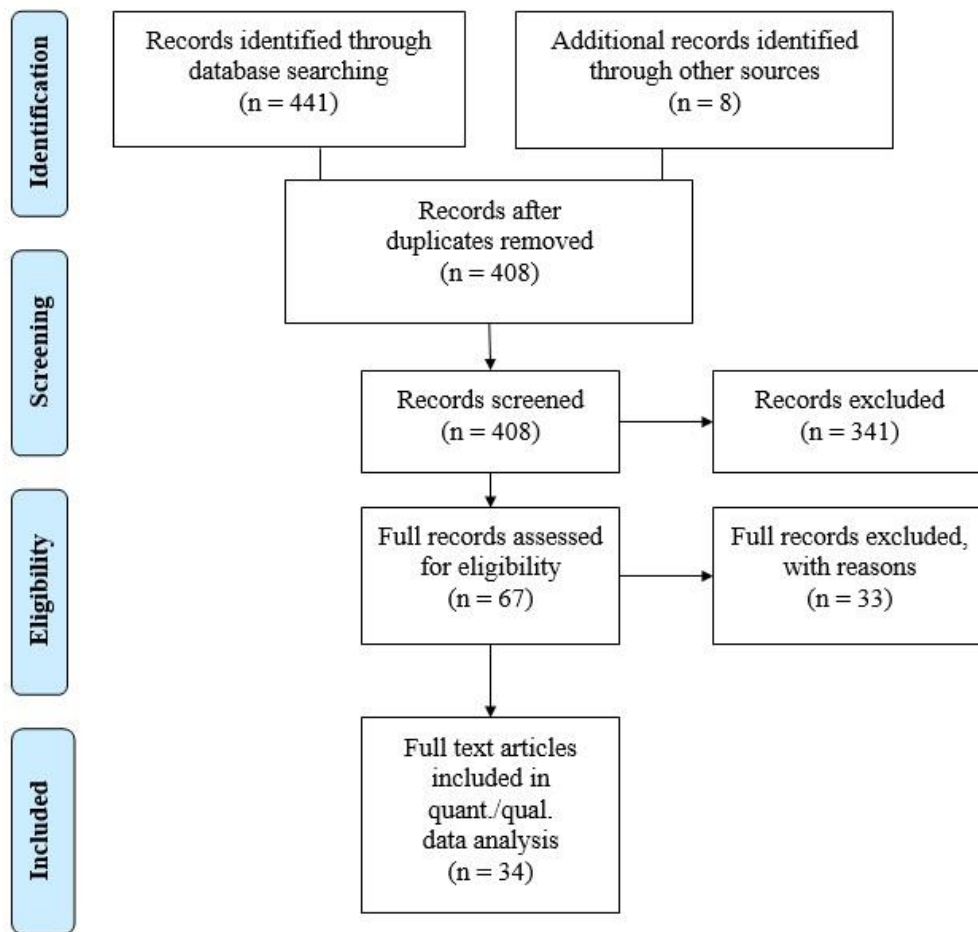 Identification
Records identified through
database searching
(n = 441)
Additional records identified
through other sources
(n = 8)
Records after
duplicates removed
(n = 408)
Screening
Records screened
(n = 408)
Records excluded
(n = 341)
Eligibility
Full records assessed
for eligibility
(n = 67)
Full records excluded,
with reasons
(n = 33)
Included
Full text articles
included in
quant./qual.
data analysis
(n = 34)